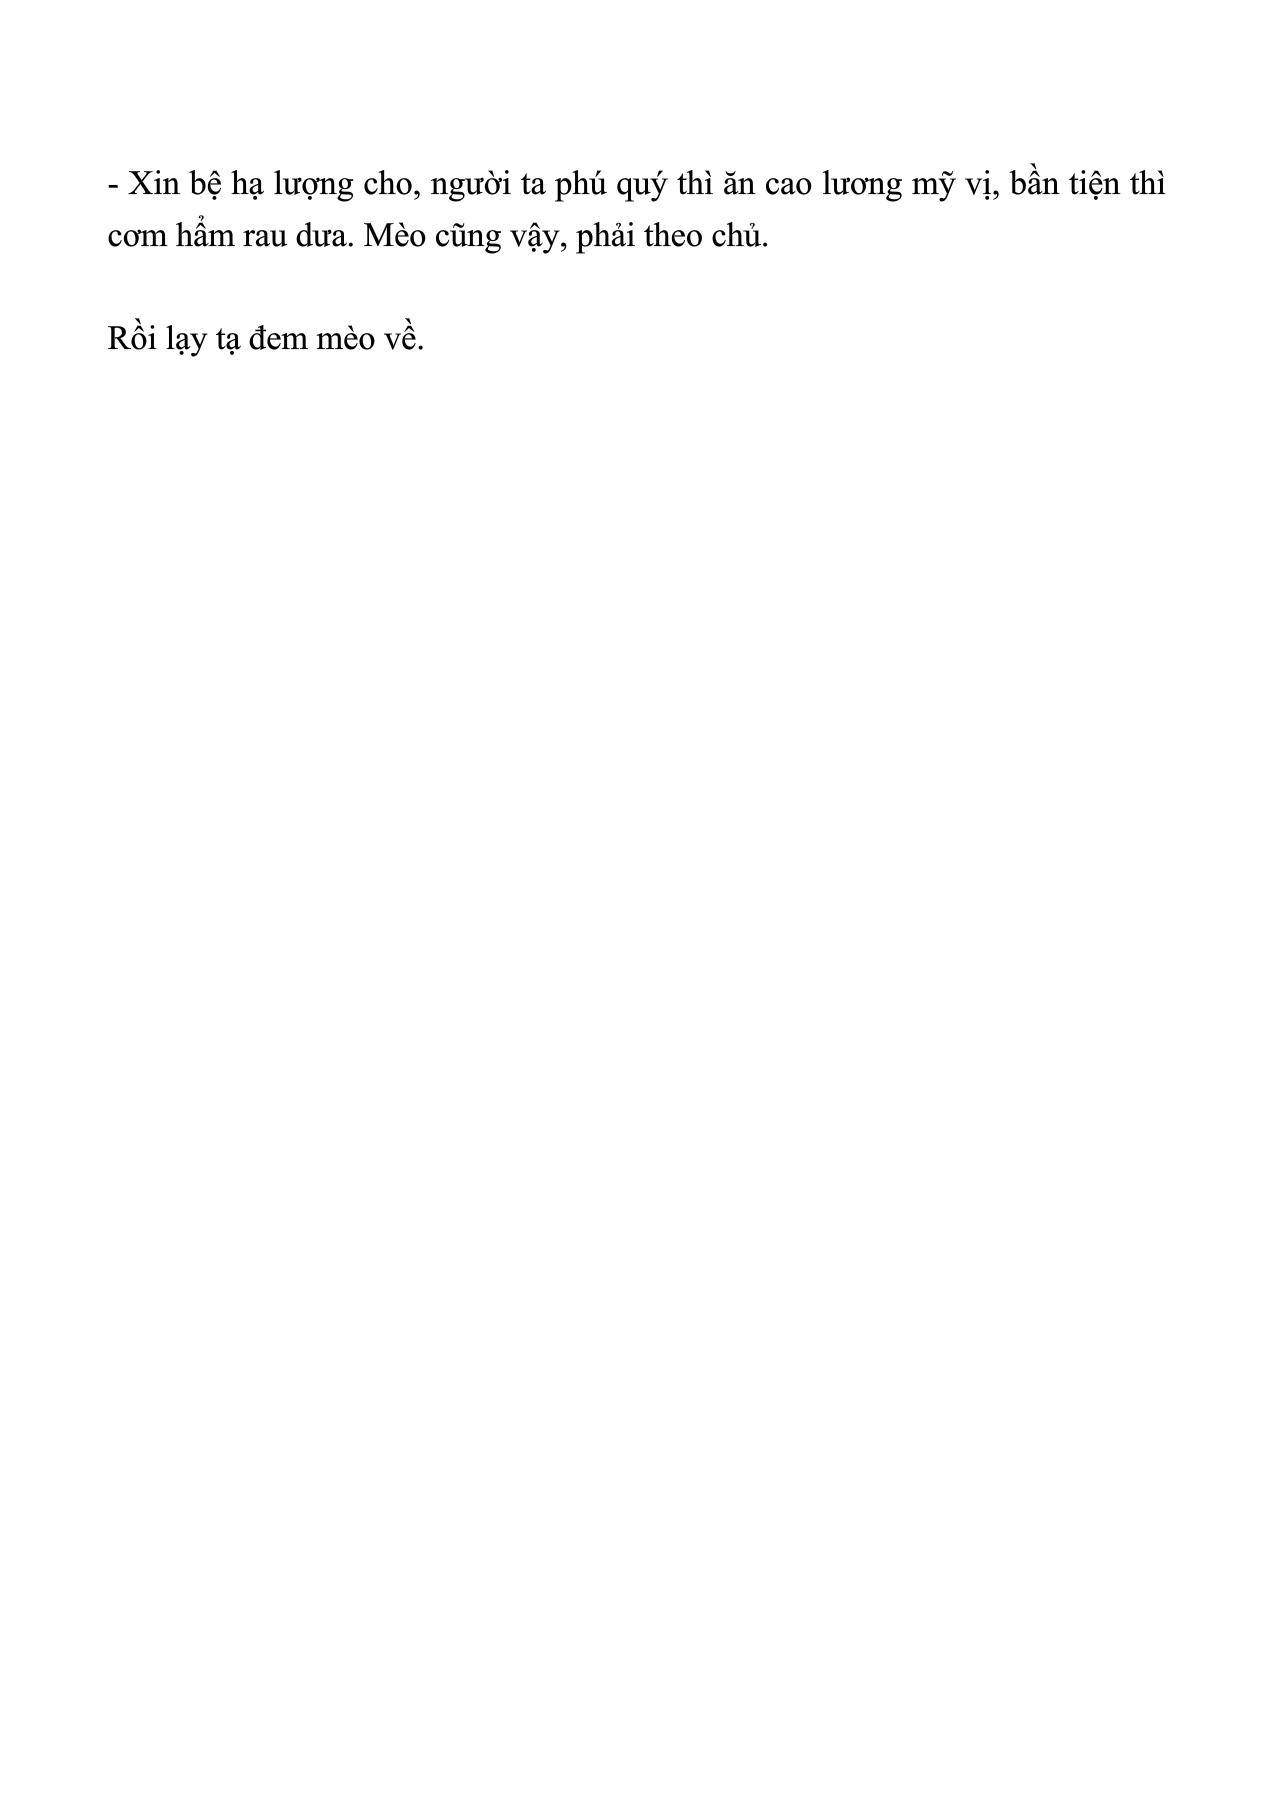 - Xin bệ hạ lượng cho, người ta phú quý thì ăn cao lương mỹ vị, bần tiện thì
cơm hẩm rau dưa. Mèo cũng vậy, phải theo chủ.
Rồi lạy tạ đem mèo về.